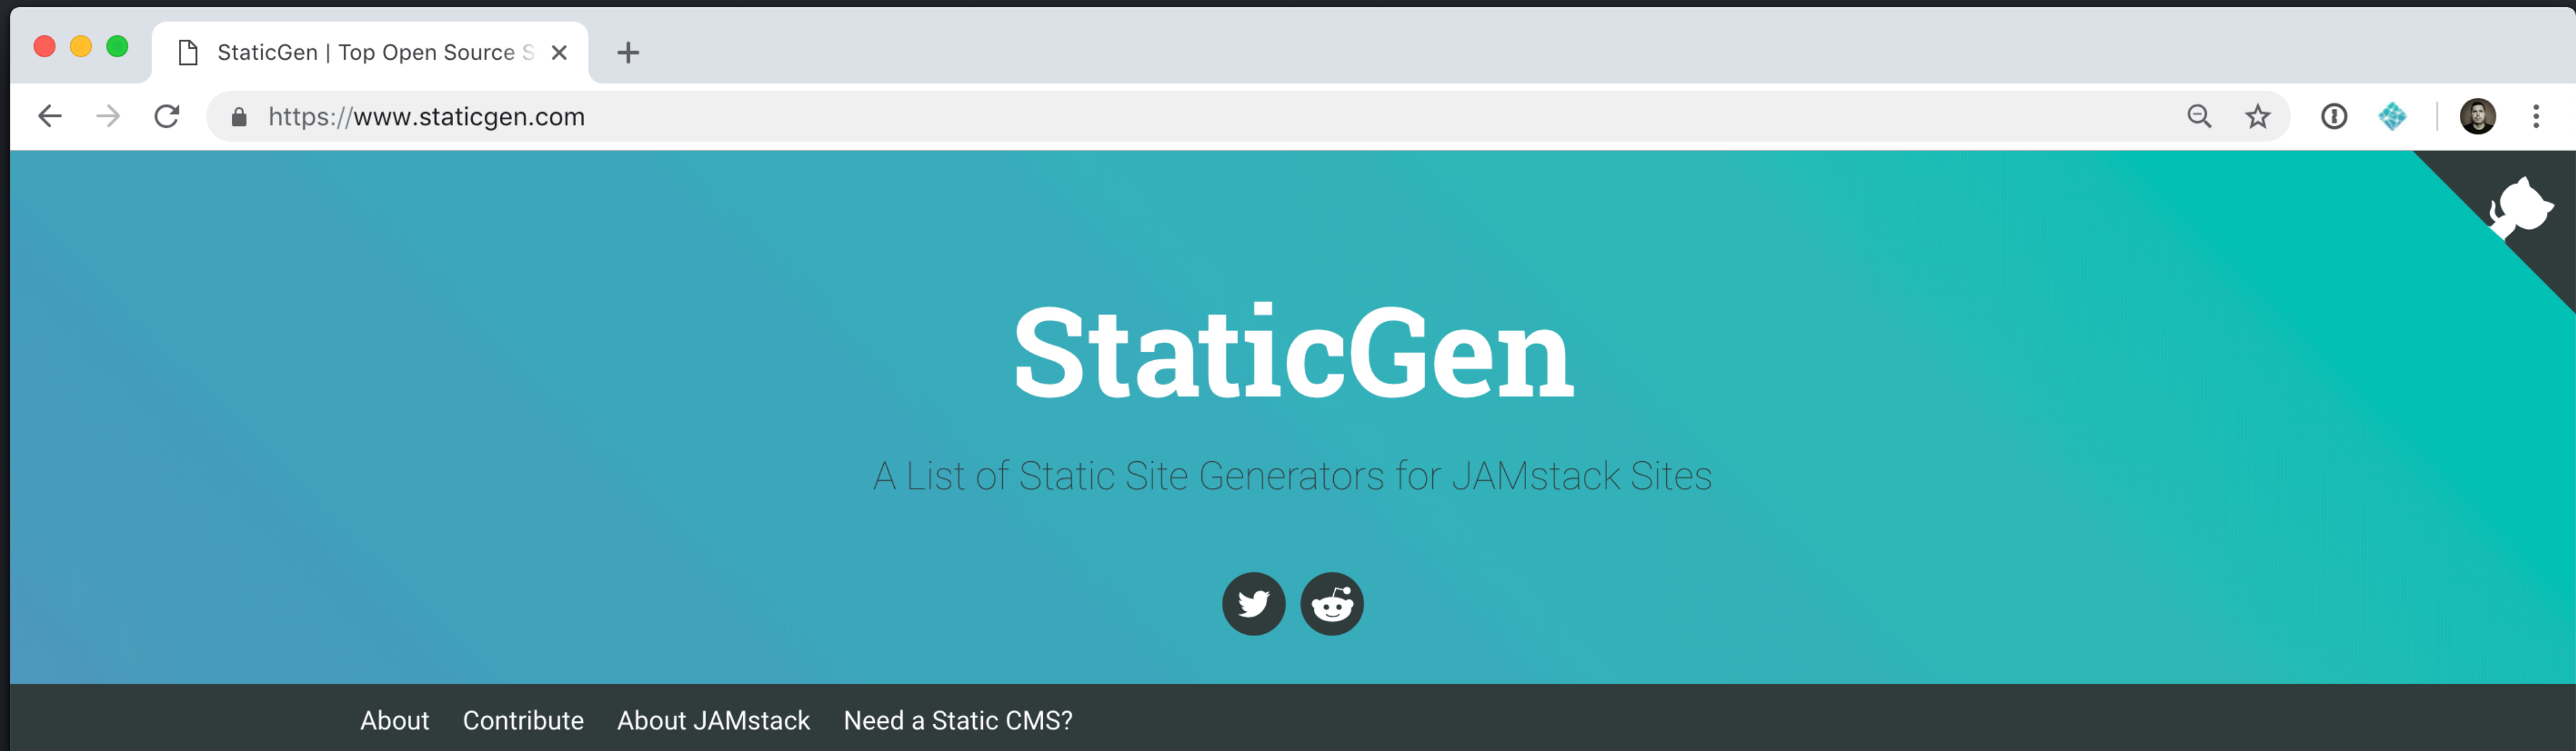 StaticGen | Top Open Source S
https://www.staticgen.com
StaticGen
A List of Static Site Generators for JAMstack Sites
About Contribute About JAMstack Need a Static CMS?